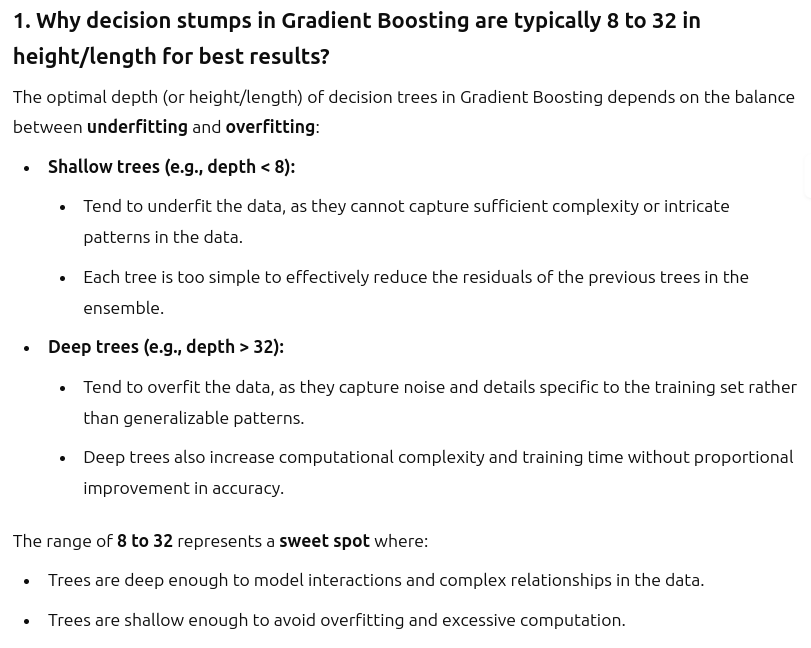 1. Why decision stumps in Gradient Boosting are typically 8 to 32 in
height/length for best results?
The optimal depth (or height/length) of decision trees in Gradient Boosting depends on the balance
between underfitting and overfitting:
• Shallow trees (e.g., depth < 8):
• Tend to underfit the data, as they cannot capture sufficient complexity or intricate
patterns in the data.
• Each tree is too simple to effectively reduce the residuals of the previous trees in the
ensemble.
• Deep trees (e.g., depth > 32):
• Tend to overfit the data, as they capture noise and details specific to the training set rather
than generalizable patterns.
• Deep trees also increase computational complexity and training time without proportional
improvement in accuracy.
The range of 8 to 32 represents a sweet spot where:
• Trees are deep enough to model interactions and complex relationships in the data.
• Trees are shallow enough to avoid overfitting and excessive computation.